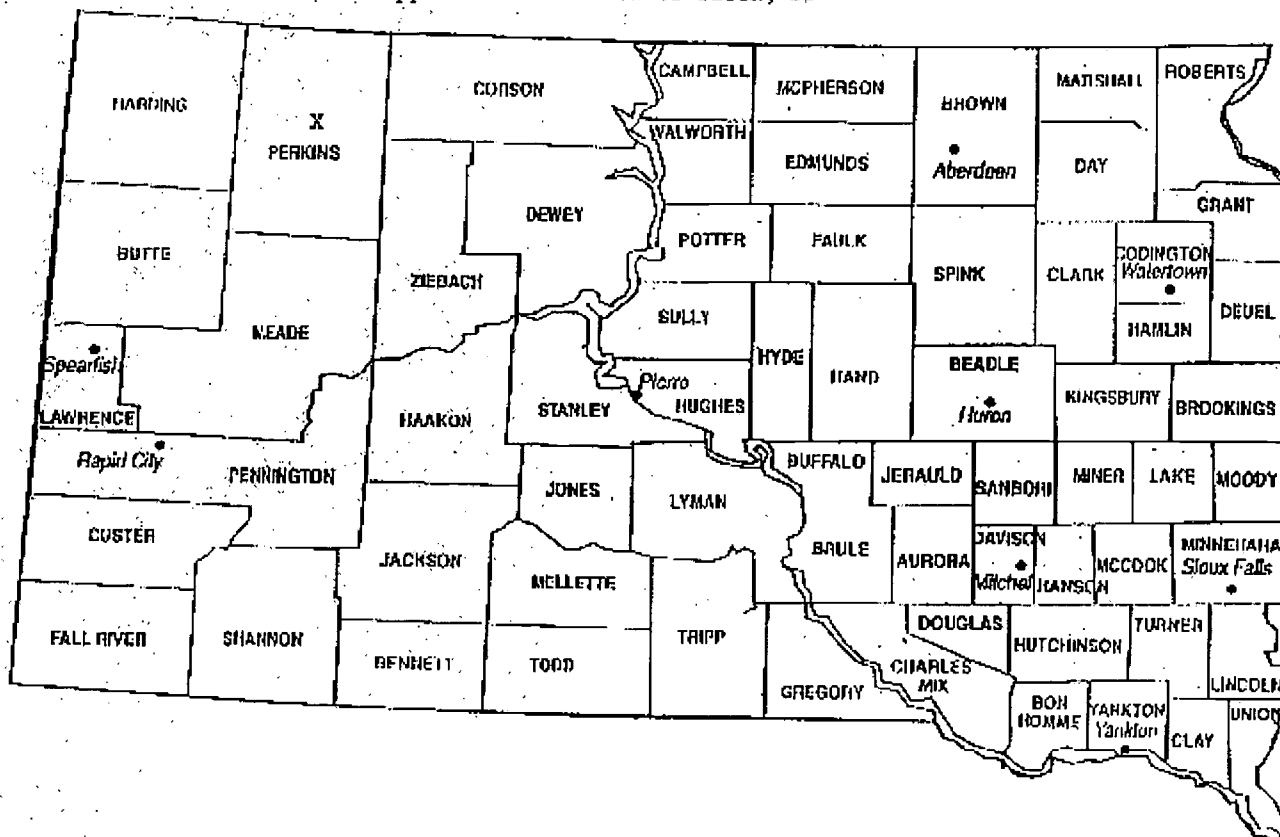 HARDING
X
PERKINS
CORSON
CAMPBELL
MCPHERSON
BROWN
MARSHALL
ROBERTS
WALWORTH
EDMUNDS
Aberdeen
DAY
GRANT
BUTTE
DEWEY
POTTER
FAULK
SPINK
CLARK
CODINGTON
Watertown
ZIEBACH
MEADE
SULLY
HAMLIN
DEUEL
HYDE
HAND
BEADLE
Huron
KINGSBURY
BROOKINGS
Spearfish
LAWRENCE
Pierre
HUGHES
STANLEY
HAAKON
Rapid City
PENNINGTON
BUFFALO
JERAULD
SANBORN
MINER
LAKE
MOODY
JONES
LYMAN
CUSTER
JACKSON
MELLETTE
BRULE
AURORA
DAVISON
Mitchel
HANSON
MCCOOK
MINNEHAHA
Sioux Falls
FALL RIVER
SHANNON
BENNETT
TODD
TRIPP
GREGORY
CHARLES
MIX
DOUGLAS
HUTCHINSON
TURNER
LINCOLN
BON
HOMME
YANKTON
Yankton
CLAY
UNION